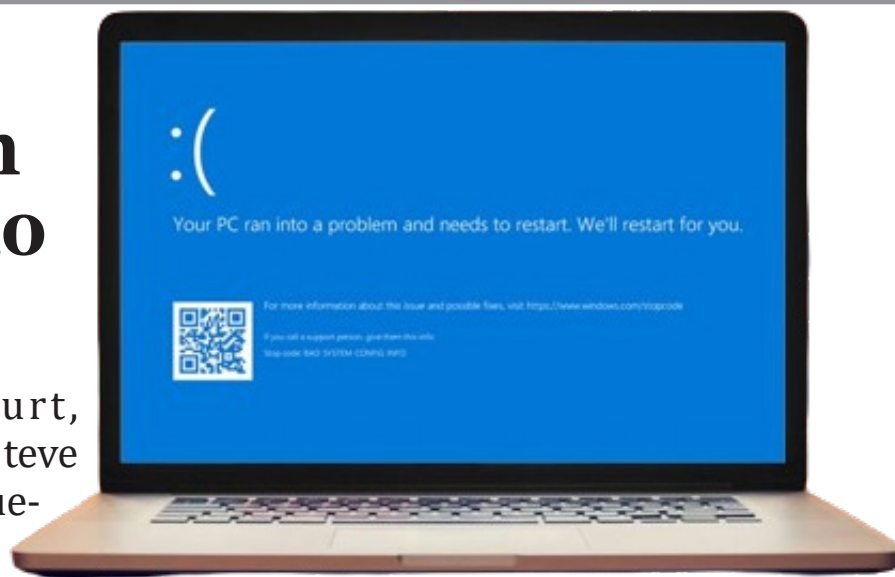 n
o
urt,
teve
ue-
:(
Your PC ran into a problem and needs to restart. We'll restart for you.
For more information about this issue and possible fixes, visit https://www.windows.com/stopcode
If you call a support person, give them this info:
Stop code: BAD SYSTEM CONFIG INFO